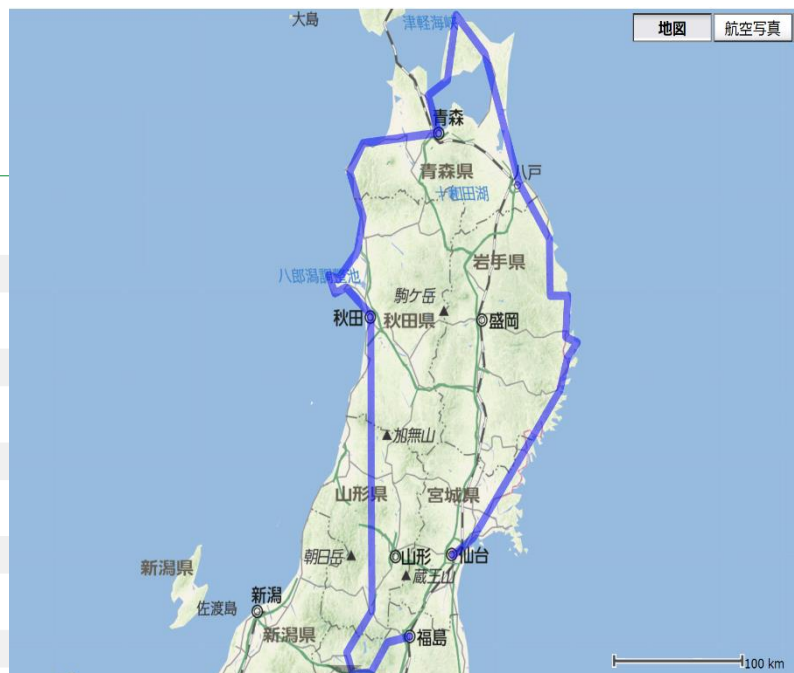 大島
津軽海峡
地図
航空写真
青森
青森県
八戸
十和田湖
岩手県
八郎潟調整池
駒ケ岳
秋田
秋田県
盛岡
加無山
山形県
宮城県
朝日岳
山形
仙台
蔵王山
新潟県
佐渡島
新潟
新潟県
福島
100 km